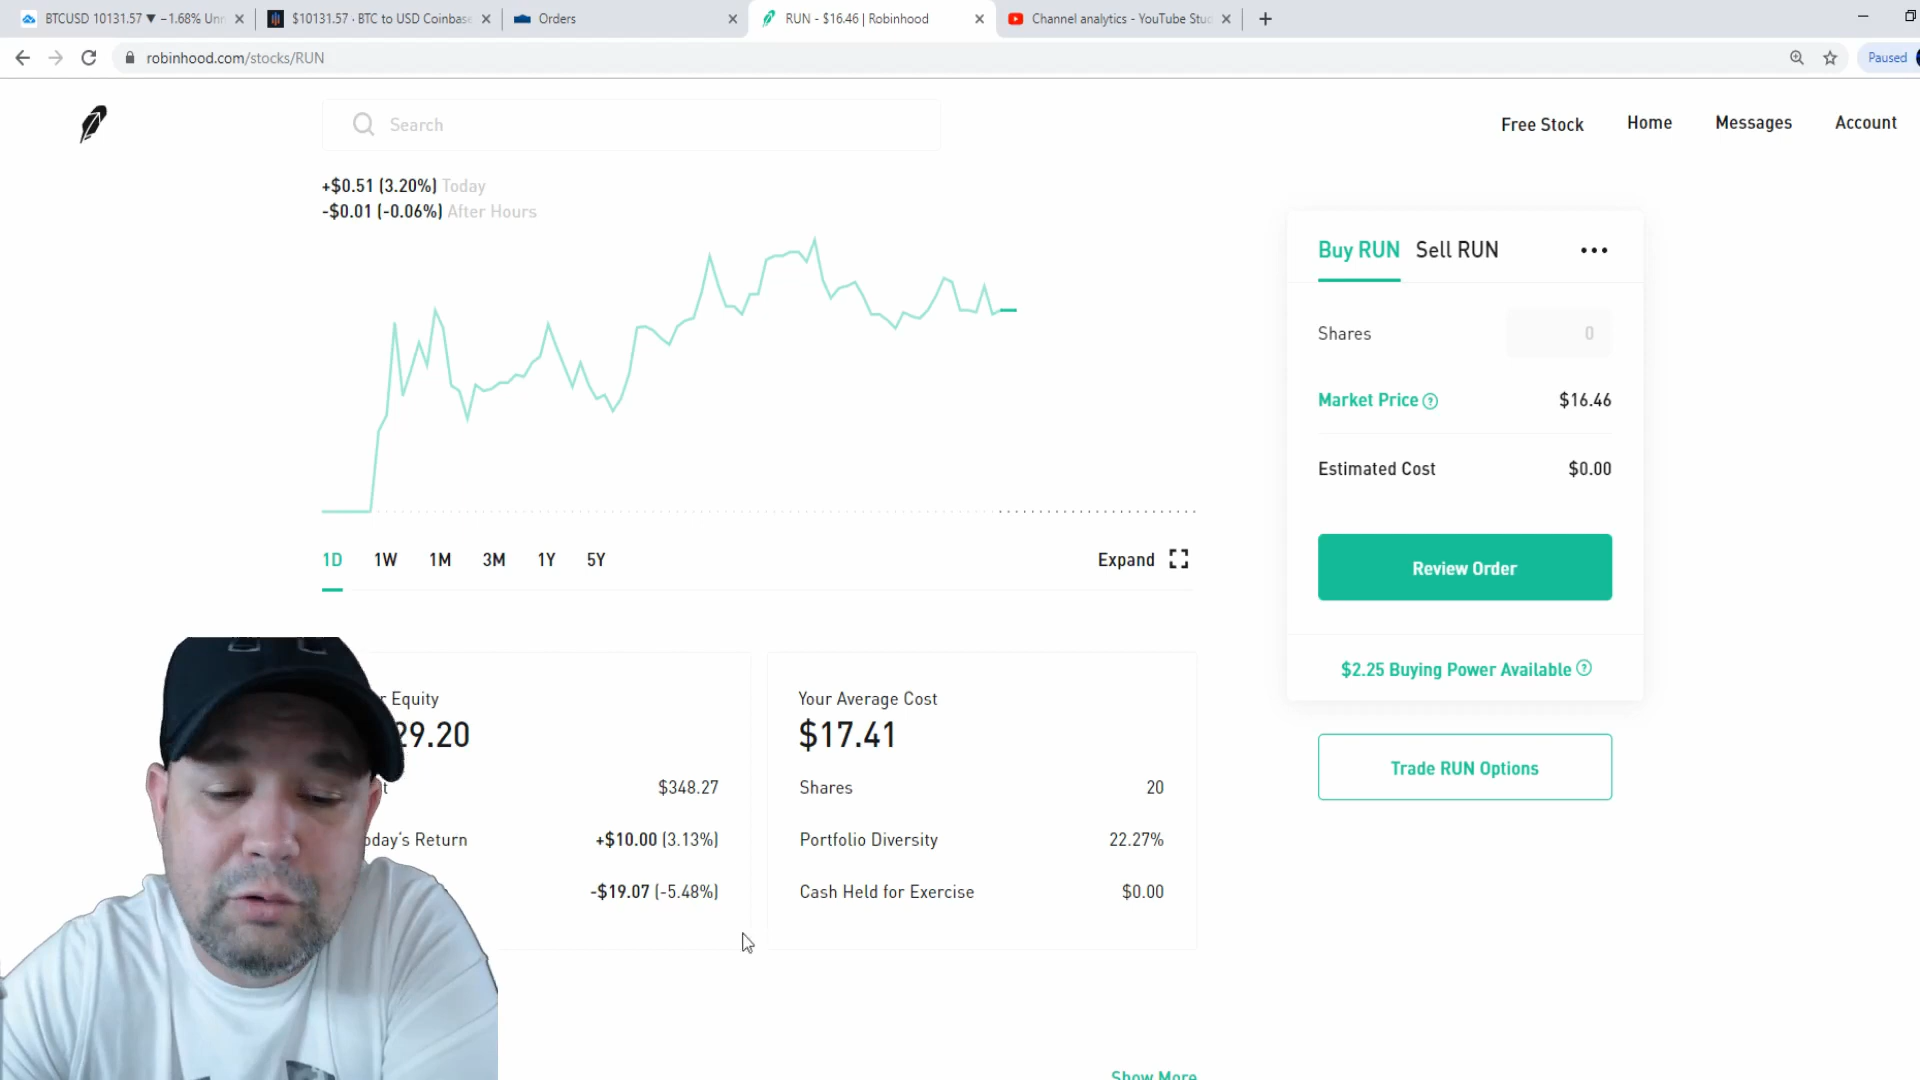 BTCUSD 10131.57 ▼ −1.68% Unn
$10131.57 · BTC to USD Coinbase
Orders
RUN - $16.46 | Robinhood
Channel analytics - YouTube Stu
robinhood.com/stocks/RUN
Paused
Search
Free Stock
Home
Messages
Account
+$0.51 (3.20%) Today
-$0.01 (-0.06%) After Hours
Buy RUN
Sell RUN
Shares
0
Market Price
$16.46
Estimated Cost
$0.00
Review Order
$2.25 Buying Power Available
Trade RUN Options
1D
1W
1M
3M
1Y
5Y
Expand
r Equity
29.20
t
$348.27
oday's Return
+$10.00 (3.13%)
-$19.07 (-5.48%)
Your Average Cost
$17.41
Shares
20
Portfolio Diversity
22.27%
Cash Held for Exercise
$0.00
Show More